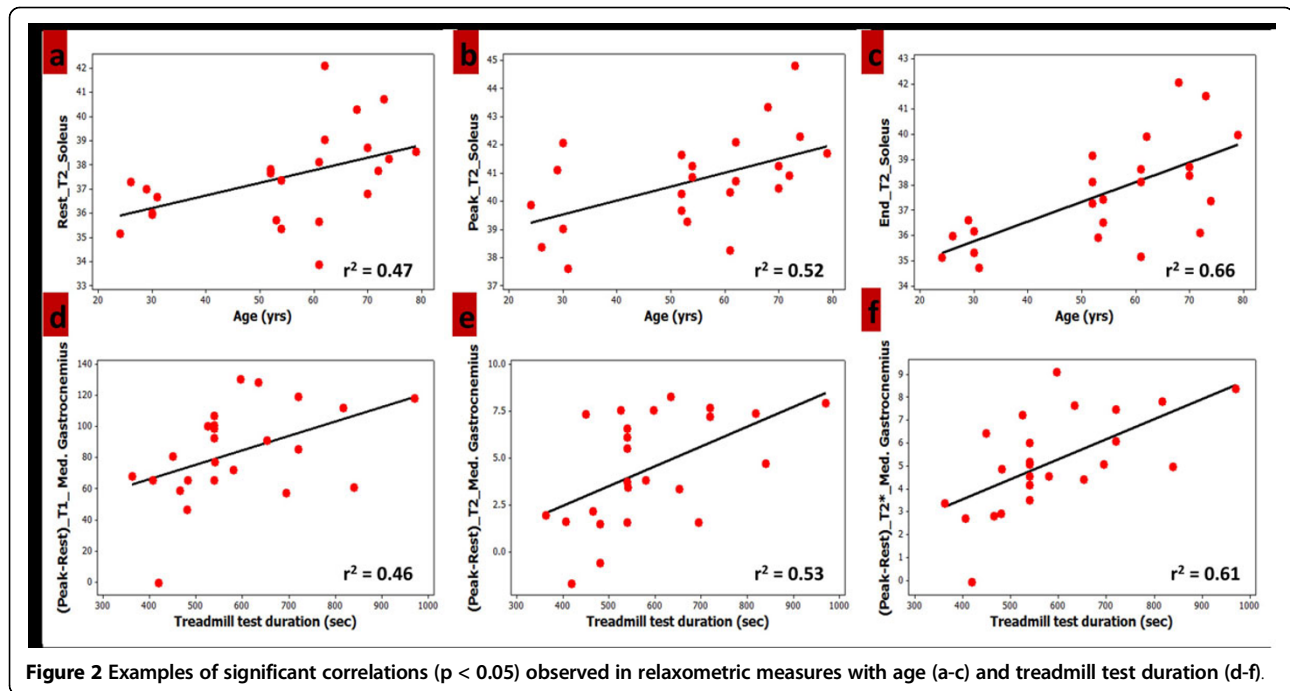 a
Rest_T2_Soleus
42
41
40
39
38
37
36
35
34
33
20 30 40 50 60 70 80
Age (yrs)
r² = 0.47
b
Peak_T2_Soleus
45
44
43
42
41
40
39
38
37
20 30 40 50 60 70 80
Age (yrs)
r² = 0.52
c
End_T2_Soleus
43
42
41
40
39
38
37
36
35
34
20 30 40 50 60 70 80
Age (yrs)
r² = 0.66
d
(Peak-Rest)_T1_ Med. Gastrocnemius
140
120
100
80
60
40
20
0
300 400 500 600 700 800 900 1000
Treadmill test duration (sec)
r² = 0.46
e
(Peak-Rest)_T2_Med. Gastrocnemius
10.0
7.5
5.0
2.5
0.0
300 400 500 600 700 800 900 1000
Treadmill test duration (sec)
r² = 0.53
f
(Peak-Rest)_T2*_Med. Gastrocnemius
9
8
7
6
5
4
3
2
1
0
300 400 500 600 700 800 900 1000
Treadmill test duration (sec)
r² = 0.61
Figure 2 Examples of significant correlations (p < 0.05) observed in relaxometric measures with age (a-c) and treadmill test duration (d-f).